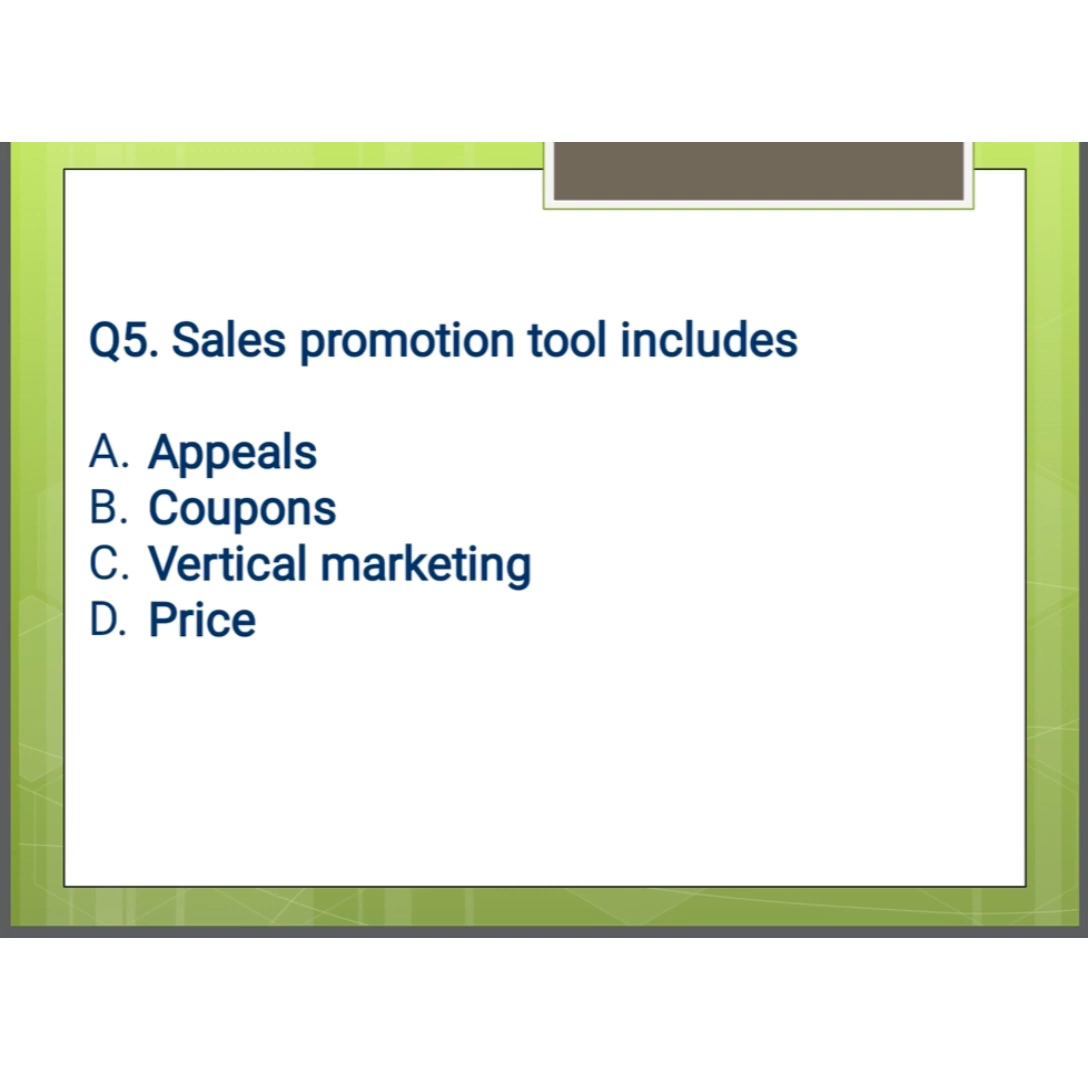 Q5. Sales promotion tool includes
A. Appeals
B. Coupons
C. Vertical marketing
D. Price